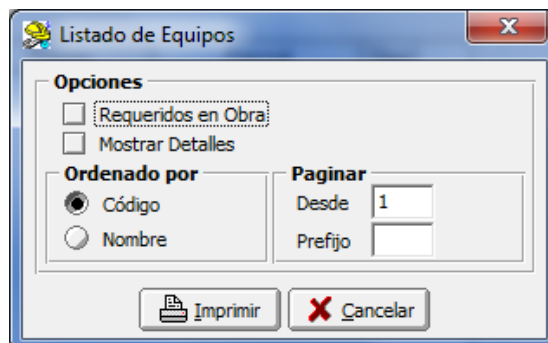 Listado de Equipos
Opciones
Requeridos en Obra
Mostrar Detalles
Ordenado por
Código
Nombre
Paginar
Desde 1
Prefijo
Imprimir
Cancelar